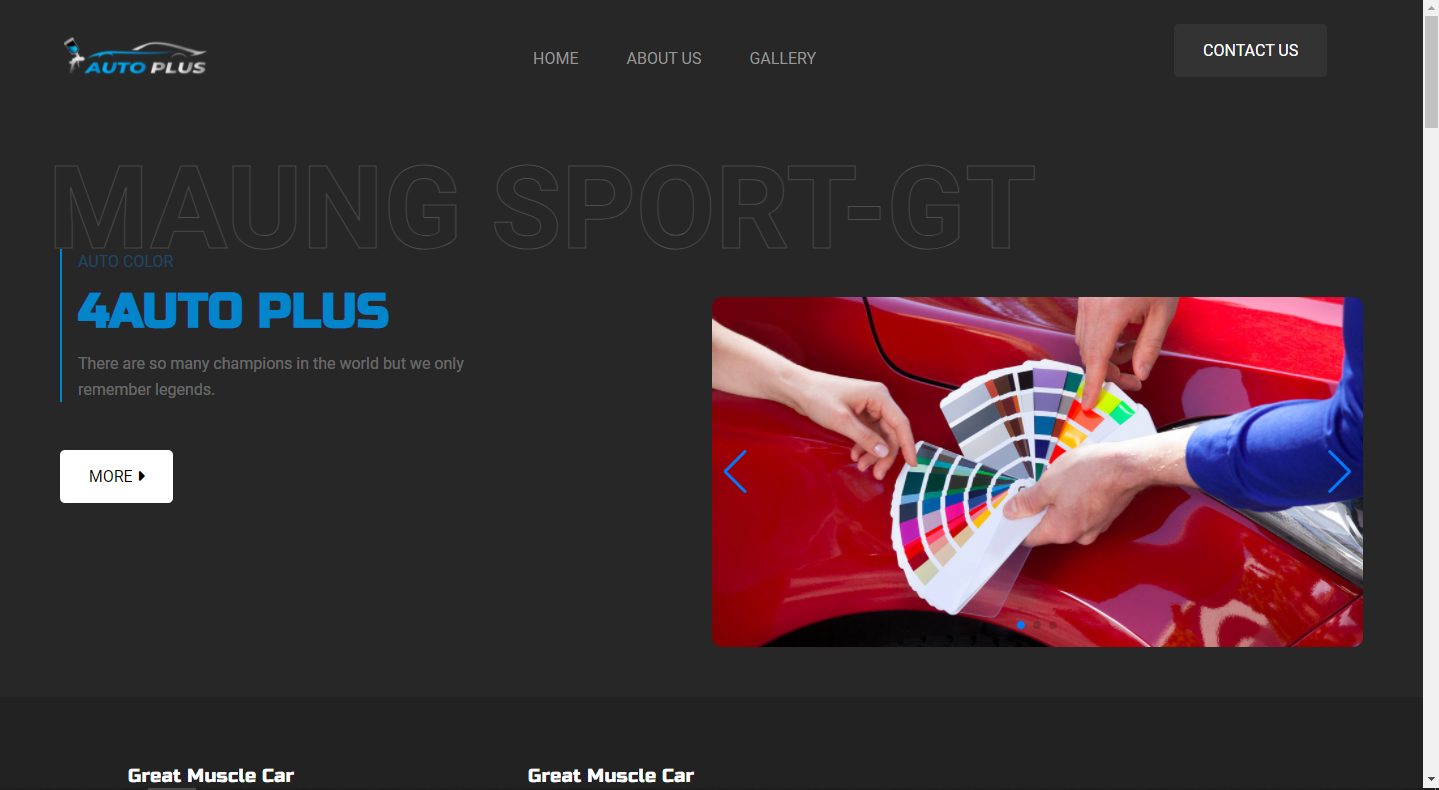 AUTO PLUS
HOME
ABOUT US
GALLERY
CONTACT US
MAUNG SPORT-GT
AUTO COLOR
4AUTO PLUS
There are so many champions in the world but we only
remember legends.
MORE
Great Muscle Car
Great Muscle Car